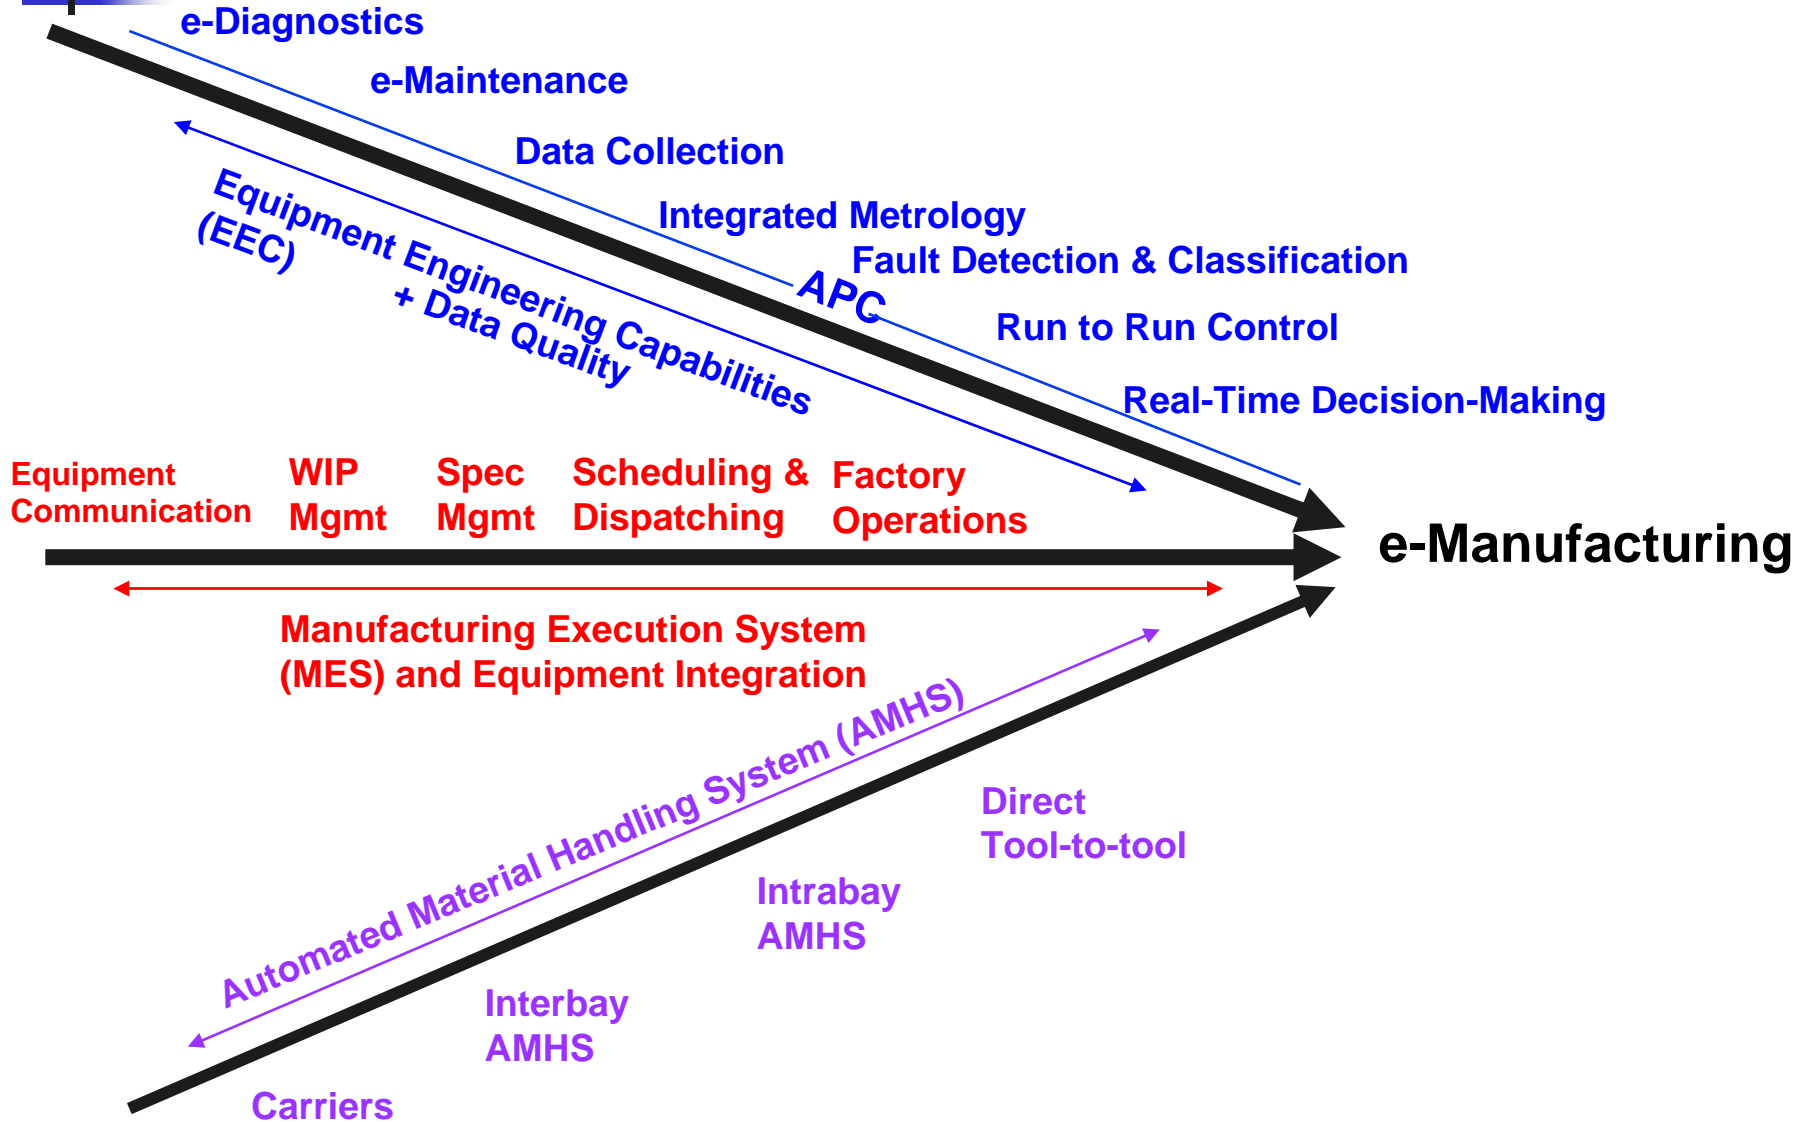 e-Diagnostics
e-Maintenance
Data Collection
Integrated Metrology
Fault Detection & Classification
APC
Run to Run Control
Real-Time Decision-Making
Equipment Engineering Capabilities
(EEC)
+ Data Quality
Equipment
Communication
WIP
Mgmt
Spec
Mgmt
Scheduling &
Dispatching
Factory
Operations
e-Manufacturing
Manufacturing Execution System
(MES) and Equipment Integration
Automated Material Handling System (AMHS)
Direct
Tool-to-tool
Intrabay
AMHS
Interbay
AMHS
Carriers